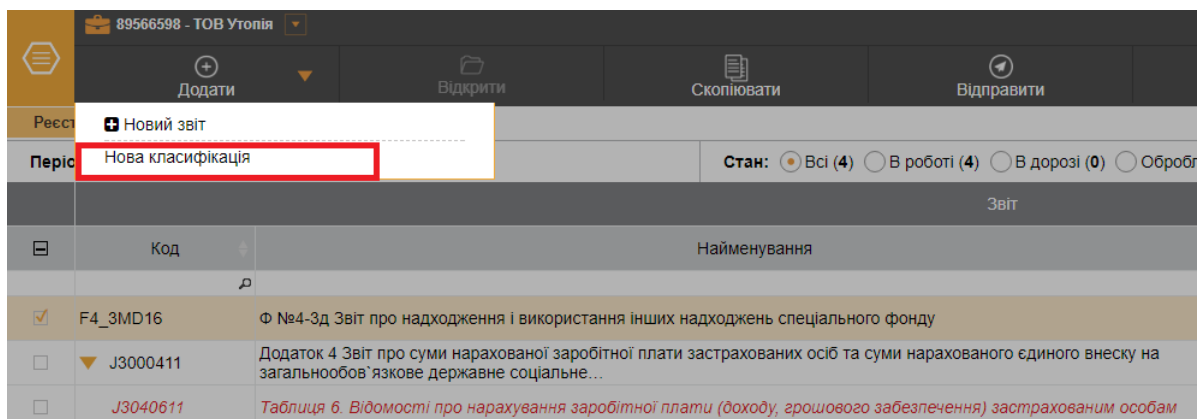 89566598 - ТОВ Утопія
Додати
Відкрити
Скопіювати
Відправити
Реєст
Новий звіт
Нова класифікація
Періо
Стан: Всі (4) В роботі (4) В дорозі (0) Оброб
Звіт
Код
Найменування
F4_3MD16 Ф №4-3д Звіт про надходження і використання інших надходжень спеціального фонду
J3000411 Додаток 4 Звіт про суми нарахованої заробітної плати застрахованих осіб та суми нарахованого єдиного внеску на
загальнообов`язкове державне соціальне...
J3040611 Таблиця 6. Відомості про нарахування заробітної плати (доходу, грошового забезпечення) застрахованим особам